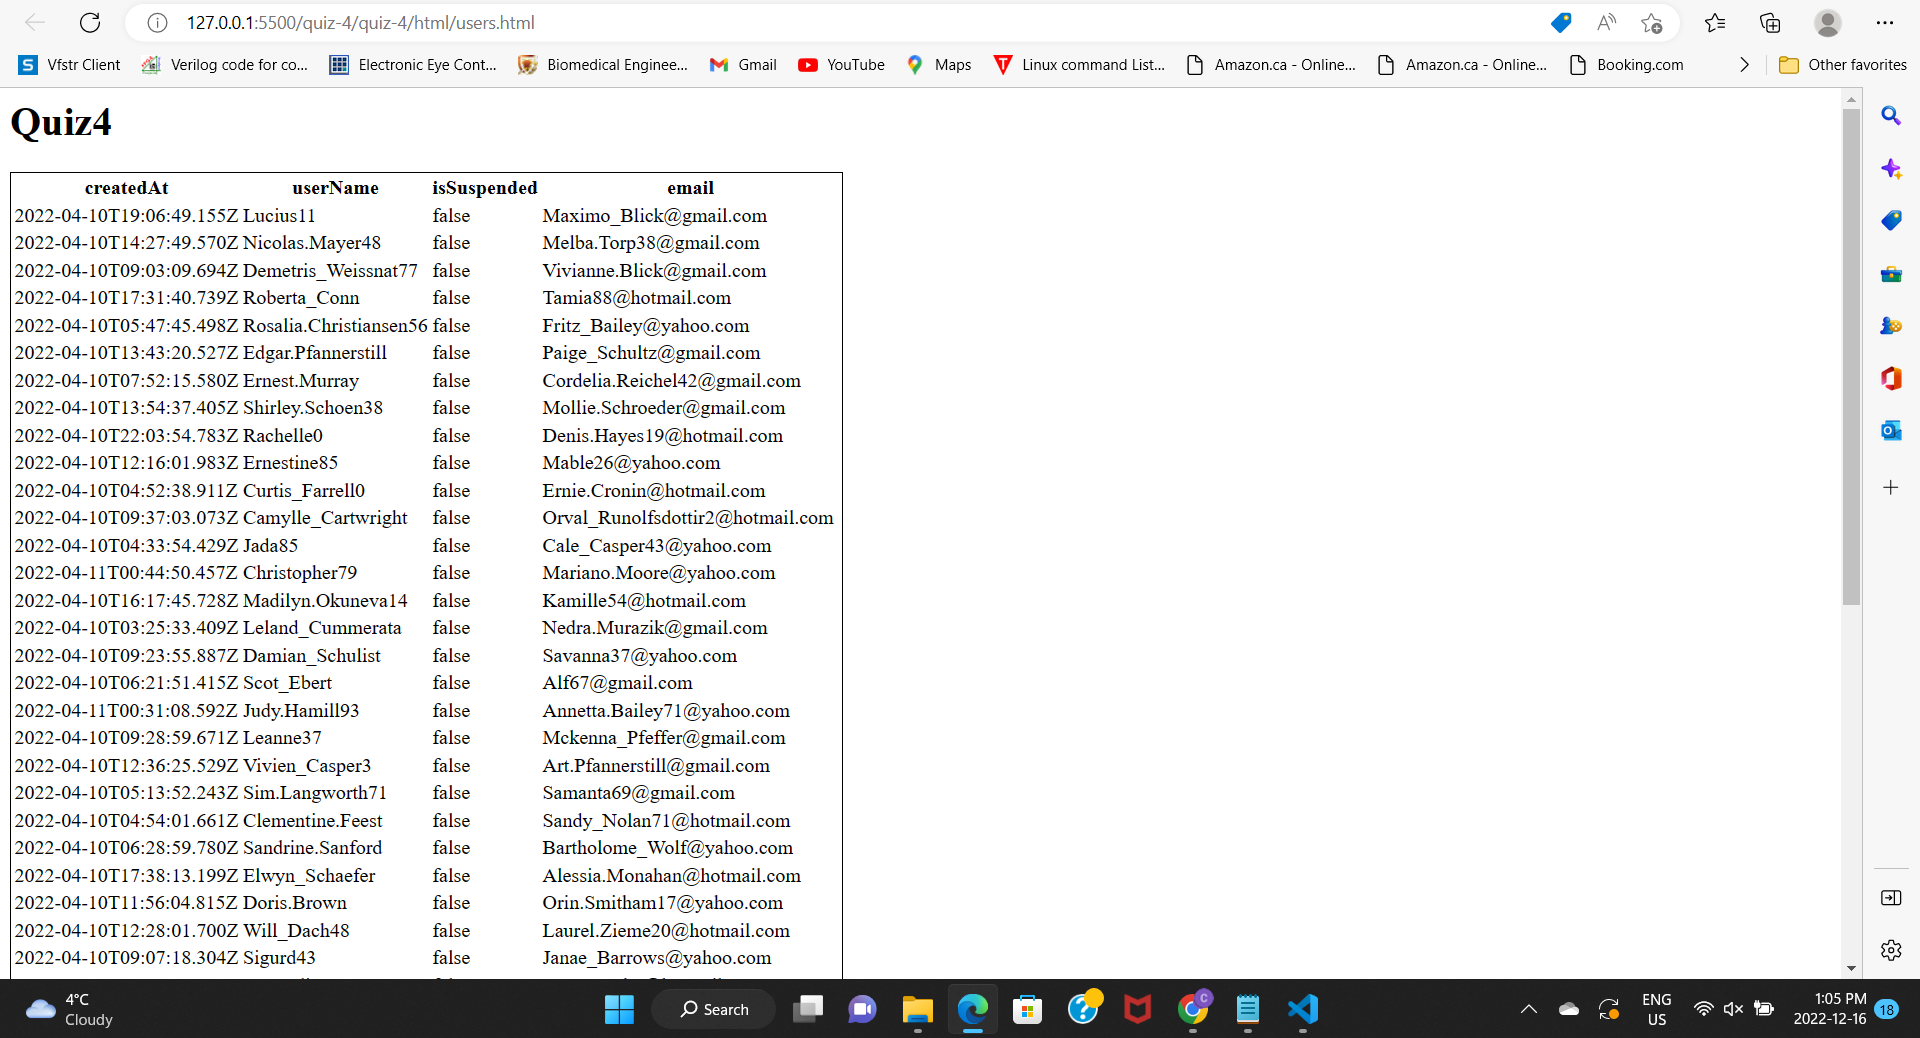 127.0.0.1:5500/quiz-4/quiz-4/html/users.html
Vfstr Client Verilog code for co... Electronic Eye Cont... Biomedical Enginee... Gmail YouTube Maps Linux command List... Amazon.ca - Online... Amazon.ca - Online... Booking.com Other favorites
Quiz4
createdAt userName isSuspended email
2022-04-10T19:06:49.155Z Lucius11 false Maximo_Blick@gmail.com
2022-04-10T14:27:49.570Z Nicolas.Mayer48 false Melba.Torp38@gmail.com
2022-04-10T09:03:09.694Z Demetris_Weissnat77 false Vivianne.Blick@gmail.com
2022-04-10T17:31:40.739Z Roberta_Conn false Tamia88@hotmail.com
2022-04-10T05:47:45.498Z Rosalia.Christiansen56 false Fritz_Bailey@yahoo.com
2022-04-10T13:43:20.527Z Edgar.Pfannerstill false Paige_Schultz@gmail.com
2022-04-10T07:52:15.580Z Ernest.Murray false Cordelia.Reichel42@gmail.com
2022-04-10T13:54:37.405Z Shirley.Schoen38 false Mollie.Schroeder@gmail.com
2022-04-10T22:03:54.783Z Rachelle0 false Denis.Hayes19@hotmail.com
2022-04-10T12:16:01.983Z Ernestine85 false Mable26@yahoo.com
2022-04-10T04:52:38.911Z Curtis_Farrell0 false Ernie.Cronin@hotmail.com
2022-04-10T09:37:03.073Z Camylle_Cartwright false Orval_Runolfsdottir2@hotmail.com
2022-04-10T04:33:54.429Z Jada85 false Cale_Casper43@yahoo.com
2022-04-11T00:44:50.457Z Christopher79 false Mariano.Moore@yahoo.com
2022-04-10T16:17:45.728Z Madilyn.Okuneva14 false Kamille54@hotmail.com
2022-04-10T03:25:33.409Z Leland_Cummerata false Nedra.Murazik@gmail.com
2022-04-10T09:23:55.887Z Damian_Schulist false Savanna37@yahoo.com
2022-04-10T06:21:51.415Z Scot_Ebert false Alf67@gmail.com
2022-04-11T00:31:08.592Z Judy.Hamill93 false Annetta.Bailey71@yahoo.com
2022-04-10T09:28:59.671Z Leanne37 false Mckenna_Pfeffer@gmail.com
2022-04-10T12:36:25.529Z Vivien_Casper3 false Art.Pfannerstill@gmail.com
2022-04-10T05:13:52.243Z Sim.Langworth71 false Samanta69@gmail.com
2022-04-10T04:54:01.661Z Clementine.Feest false Sandy_Nolan71@hotmail.com
2022-04-10T06:28:59.780Z Sandrine.Sanford false Bartholome_Wolf@yahoo.com
2022-04-10T17:38:13.199Z Elwyn_Schaefer false Alessia.Monahan@hotmail.com
2022-04-10T11:56:04.815Z Doris.Brown false Orin.Smitham17@yahoo.com
2022-04-10T12:28:01.700Z Will_Dach48 false Laurel.Zieme20@hotmail.com
2022-04-10T09:07:18.304Z Sigurd43 false Janae_Barrows@yahoo.com
4°C
Cloudy
Search
ENG
US
1:05 PM
2022-12-16
18